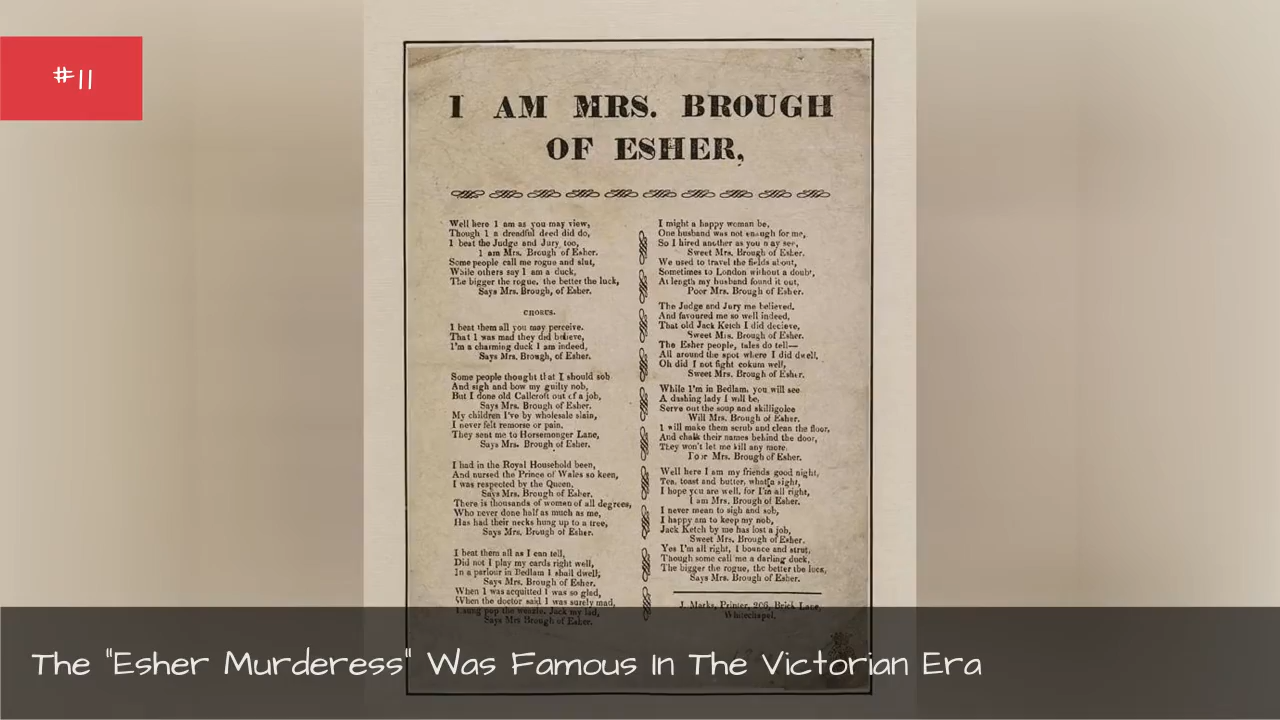 #11
I AM MRS. BROUGH
OF ESHER,
Well here I am as you may view,
Though I a dreadful deed did do,
I beat the Judge and Jury too,
I am Mrs. Brough of Esher.
Some people call me rogue and slut,
While others say I am a duck,
The bigger the rogue, the better the luck,
Says Mrs. Brough, of Esher.
CHORUS.
I beat them all you may perceive.
That I was mad they did believe,
I'm a charming duck I am indeed,
Says Mrs. Brough, of Esher.
Some people thought that I should sob
And sigh and bow my guilty nob,
But I done old Callcroft out of a job,
Says Mrs. Brough of Esher.
My children I've by wholesale slain,
I never felt remorse or pain.
They sent me to Horsemonger Lane,
Says Mrs. Brough of Esher.
I had in the Royal Household been,
And nursed the Prince of Wales so keen,
I was respected by the Queen,
Says Mrs. Brough of Esher.
There is thousands of women of all degrees,
Who never done half as much as me,
Has had their necks hung up to a tree,
Says Mrs. Brough of Esher.
I beat them all as I can tell,
Did not I play my cards right well,
In a parlour in Bedlam I shall dwell,
Says Mrs. Brough of Esher.
When I was acquitted I was so glad,
When the doctor said I was surely mad,
I sung pop the weazle, Jack my lad,
Says Mrs Brough of Esher.
I might a happy woman be,
One husband was not enough for me,
So I hired another as you may see,
Sweet Mrs. Brough of Esher.
We used to travel the fields about,
Sometimes to London without a doubt,
At length my husband found it out,
Poor Mrs. Brough of Esher.
The Judge and Jury me believed.
And favoured me so well indeed,
That old Jack Ketch I did decieve,
Sweet Mrs. Brough of Esher.
The Esher people, tales do tell—
All around the spot where I did dwell,
Oh did I not fight cokum well,
Sweet Mrs. Brough of Esher.
While I'm in Bedlam, you will see
A dashing lady I will be,
Serve out the soup and skilligolee
Will Mrs. Brough of Esher.
I will make them scrub and clean the floor,
And chalk their names behind the door,
They won't let me kill any more.
Poor Mrs. Brough of Esher.
Well here I am my friends good night,
Tea, toast and butter, what a sight,
I hope you are well, for I'm all right,
I am Mrs. Brough of Esher.
I never mean to sigh and sob,
I happy am to keep my nob,
Jack Ketch by me has lost a job,
Sweet Mrs. Brough of Esher.
Yes I'm all right, I bounce and strut,
Though some call me a darling duck,
The bigger the rogue, the better the luck,
Says Mrs. Brough of Esher.
J. Marks, Printer, 206, Brick Lane,
Whitechapel.
The "Esher Murderess" Was Famous In The Victorian Era